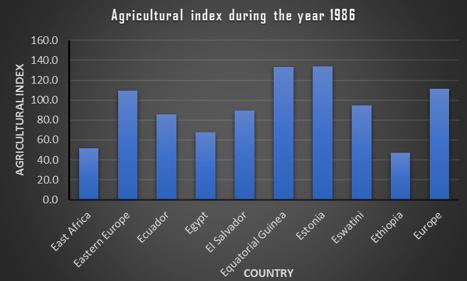 Agricultural index during the year 1986
AGRICULTURAL INDEX
160.0
140.0
120.0
100.0
80.0
60.0
40.0
20.0
0.0
East Africa
Eastern Europe
Ecuador
Egypt
El Salvador
Equatorial Guinea
Estonia
Eswatini
Ethiopia
Europe
COUNTRY